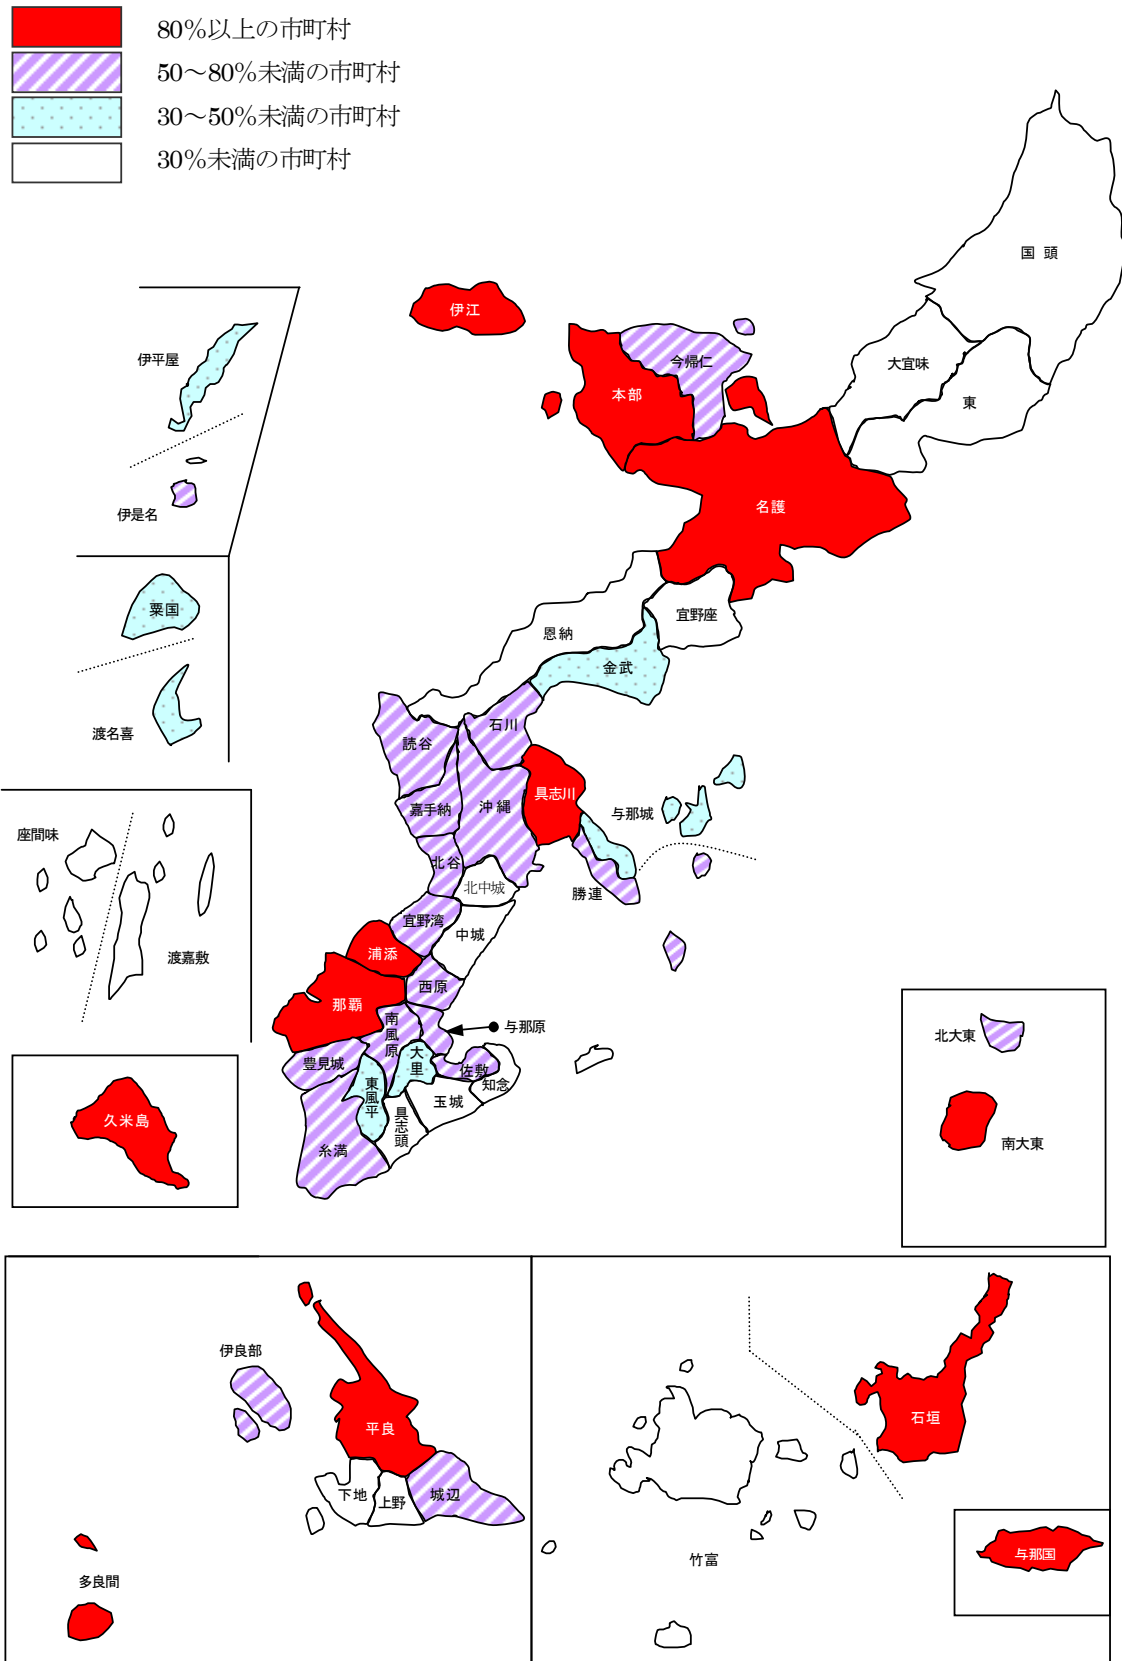 80%以上の市町村
50～80%未満の市町村
30～50%未満の市町村
30%未満の市町村
国頭
伊江
伊平屋
今帰仁
大宜味
本部
東
名護
伊是名
粟国
宜野座
恩納
金武
石川
渡名喜
読谷
具志川
沖縄
嘉手納
与那城
座間味
北谷
北中城
勝連
宜野湾
中城
浦添
渡嘉敷
西原
那覇
南風原
与那原
北大東
大里
豊見城
佐敷
知念
東風平
玉城
具志頭
久米島
糸満
南大東
伊良部
石垣
平良
下地
上野
城辺
与那国
竹富
多良間